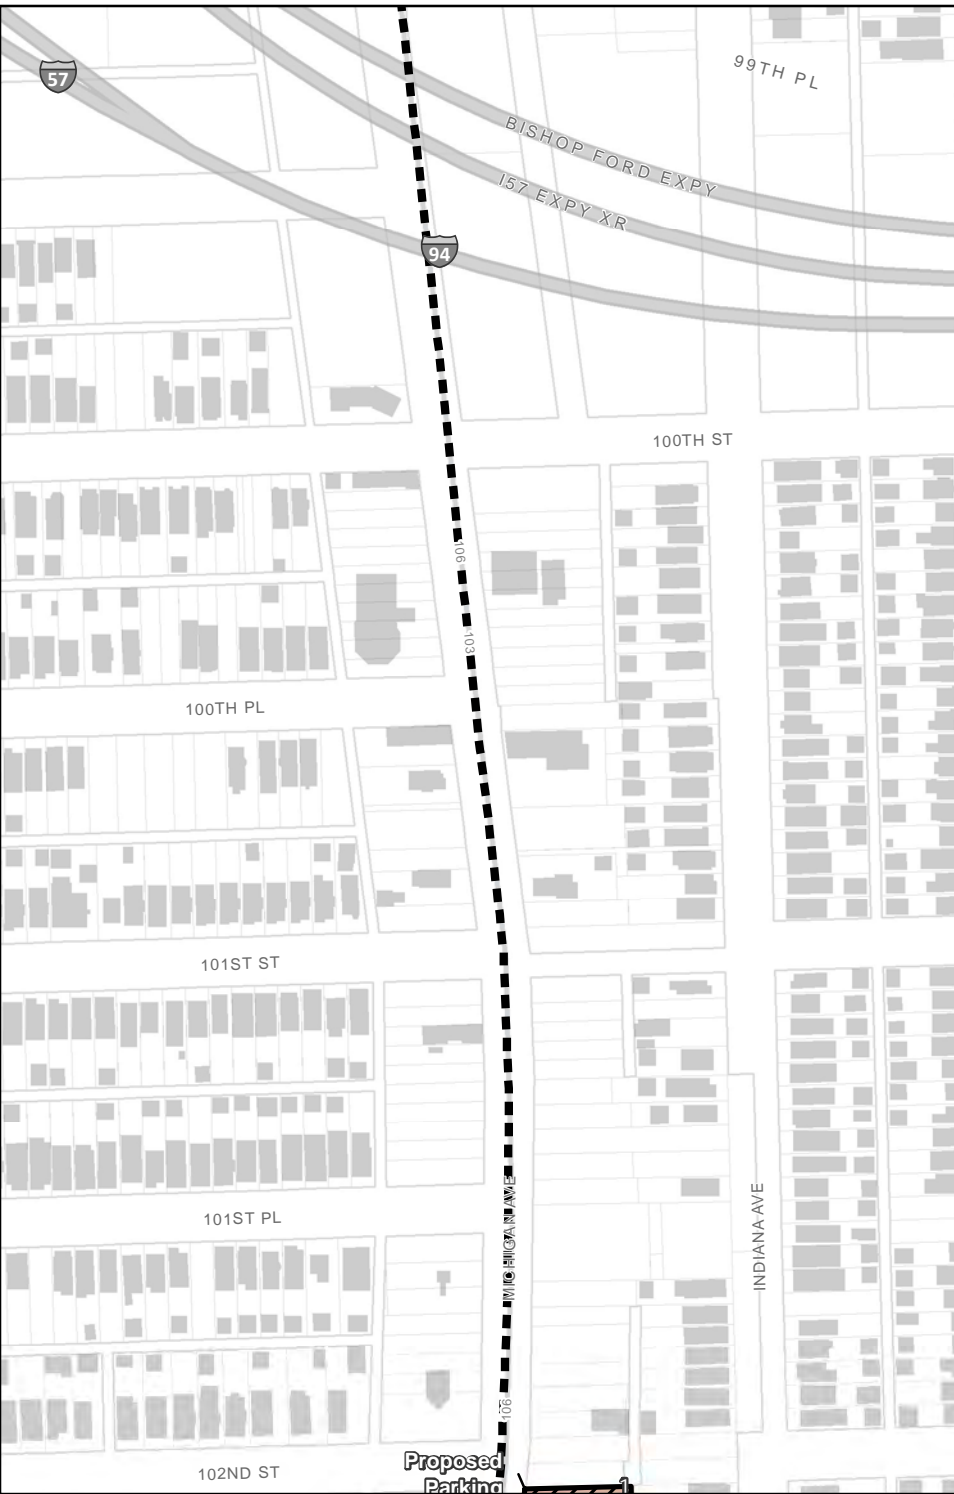 57
99TH PL
BISHOP FORD EXPY
I57 EXPY XR
94
100TH ST
106
103
100TH PL
101ST ST
MICHIGAN AVE
INDIANA AVE
101ST PL
106
Proposed
Parking
1
102ND ST